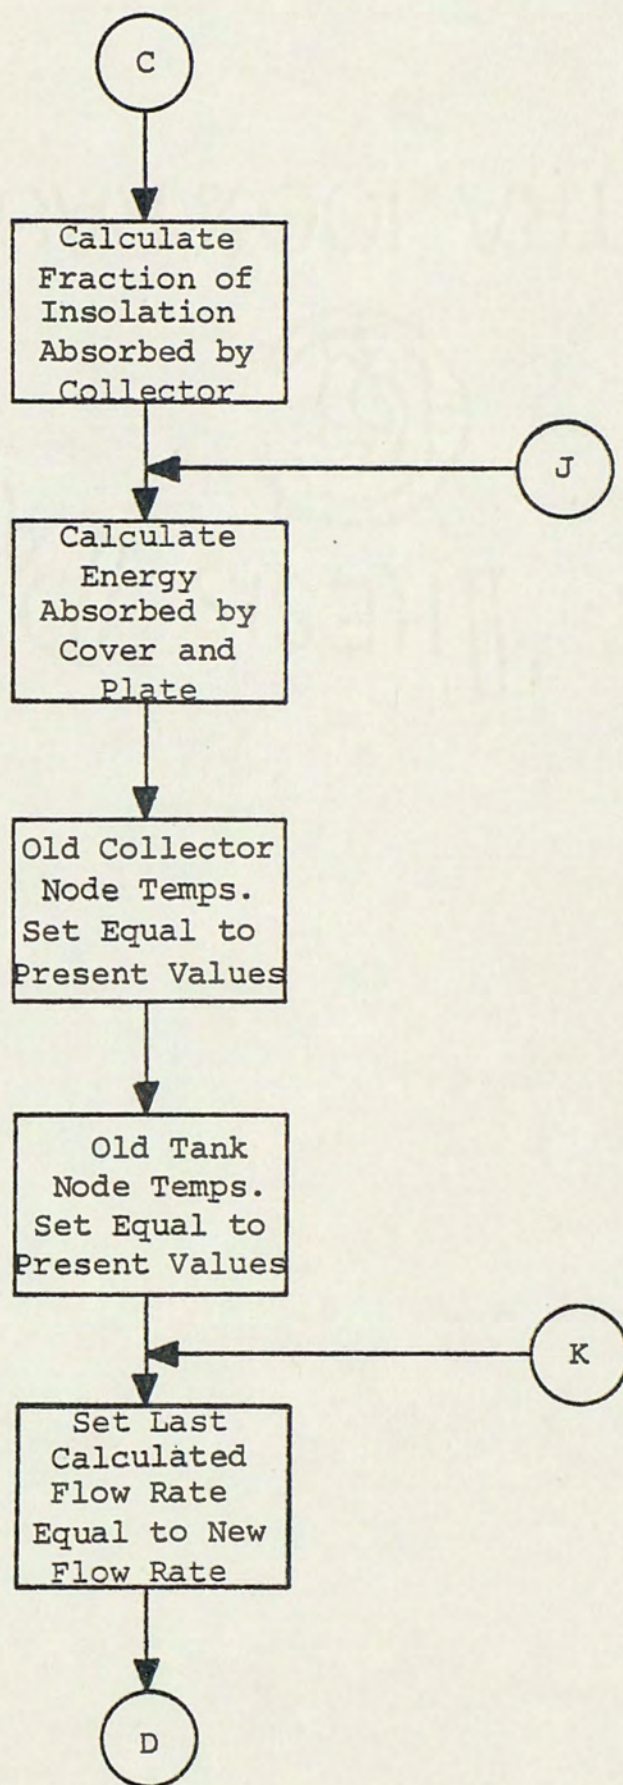 C
Calculate
Fraction of
Insolation
Absorbed by
Collector
J
Calculate
Energy
Absorbed by
Cover and
Plate
Old Collector
Node Temps.
Set Equal to
Present Values
Old Tank
Node Temps.
Set Equal to
Present Values
K
Set Last
Calculated
Flow Rate
Equal to New
Flow Rate
D